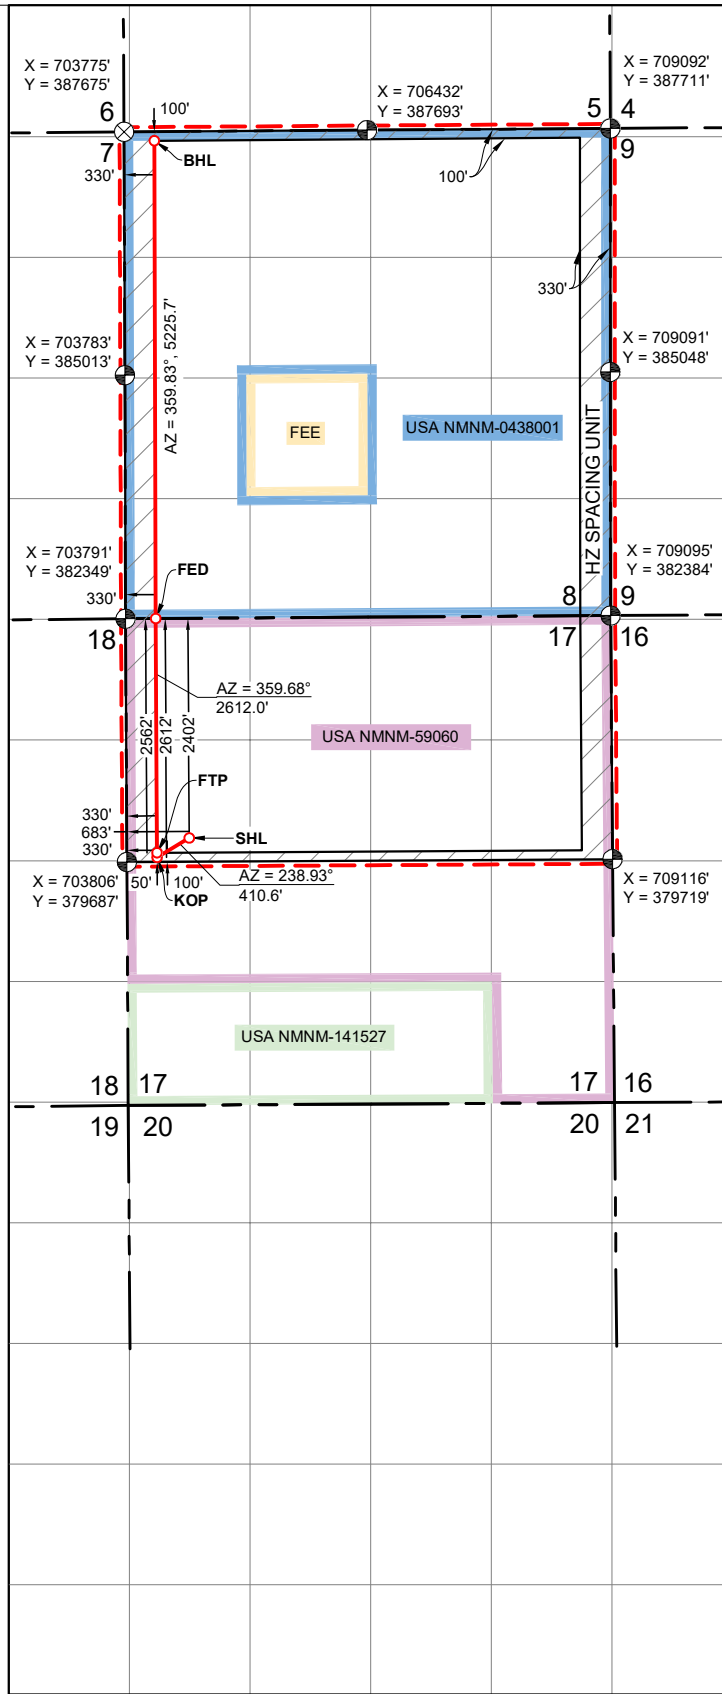 X = 703775'
Y = 387675'
X = 706432'
Y = 387693'
X = 709092'
Y = 387711'
6
5
4
100'
7
BHL
9
330'
100'
330'
AZ = 359.83°, 5225.7'
X = 703783'
Y = 385013'
X = 709091'
Y = 385048'
FEE
USA NMNM-0438001
HZ SPACING UNIT
X = 703791'
Y = 382349'
X = 709095'
Y = 382384'
FED
330'
8
9
18
17
16
2562'
2612'
2402'
AZ = 359.68°
2612.0'
USA NMNM-59060
FTP
330'
683'
SHL
330'
AZ = 238.93°
410.6'
X = 703806'
Y = 379687'
50'
100'
KOP
X = 709116'
Y = 379719'
USA NMNM-141527
18
17
17
16
19
20
20
21